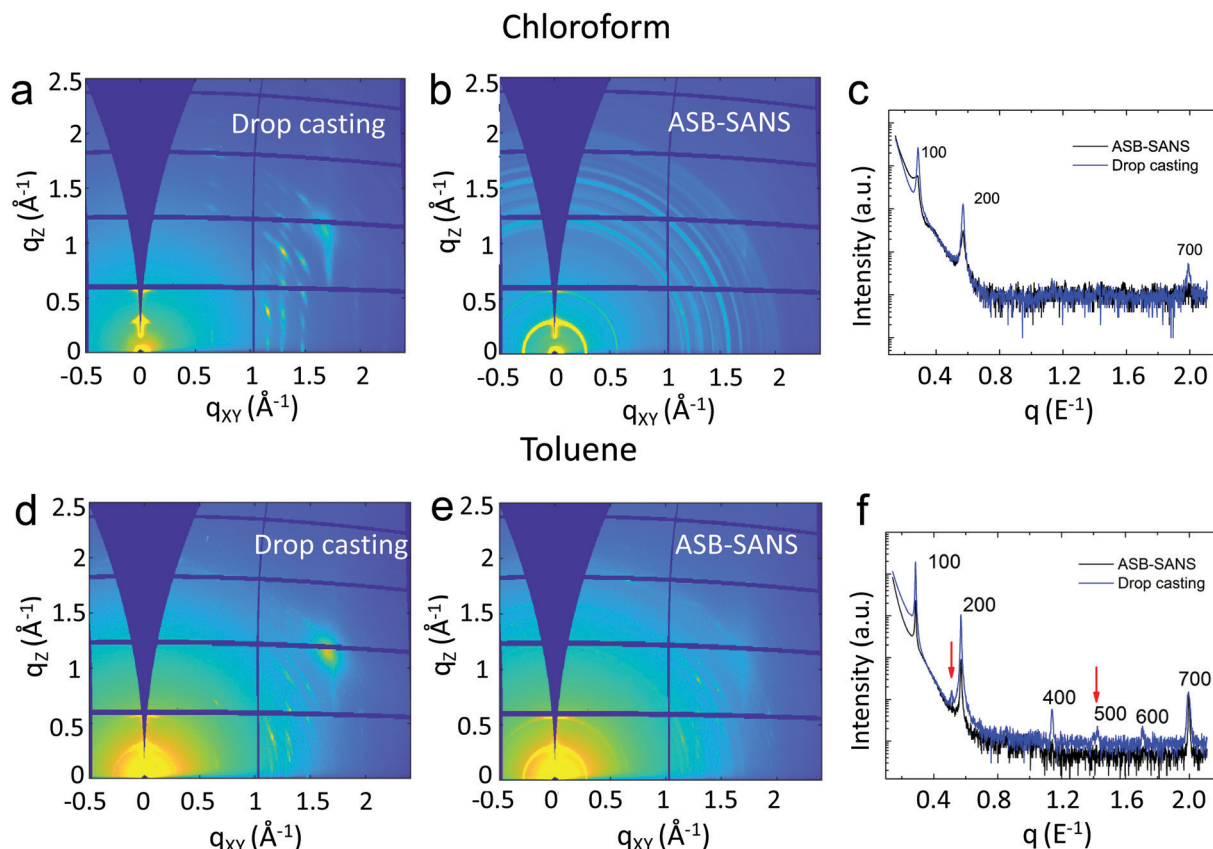 Chloroform
a
Drop casting
qZ (Å-1)
2.5
2
1.5
1
0.5
0
-0.5 0 0.5 1 1.5 2
qXY (Å-1)
b
ASB-SANS
qZ (Å-1)
2.5
2
1.5
1
0.5
0
-0.5 0 0.5 1 1.5 2
qXY (Å-1)
c
ASB-SANS
Drop casting
100
200
700
Intensity (a.u.)
0.4 0.8 1.2 1.6 2.0
q (E-1)
Toluene
d
Drop casting
qZ (Å-1)
2.5
2
1.5
1
0.5
0
-0.5 0 0.5 1 1.5 2
qXY (Å-1)
e
ASB-SANS
qZ (Å-1)
2.5
2
1.5
1
0.5
0
-0.5 0 0.5 1 1.5 2
qXY (Å-1)
f
ASB-SANS
Drop casting
100
200
400
500
600
700
Intensity (a.u.)
0.4 0.8 1.2 1.6 2.0
q (E-1)